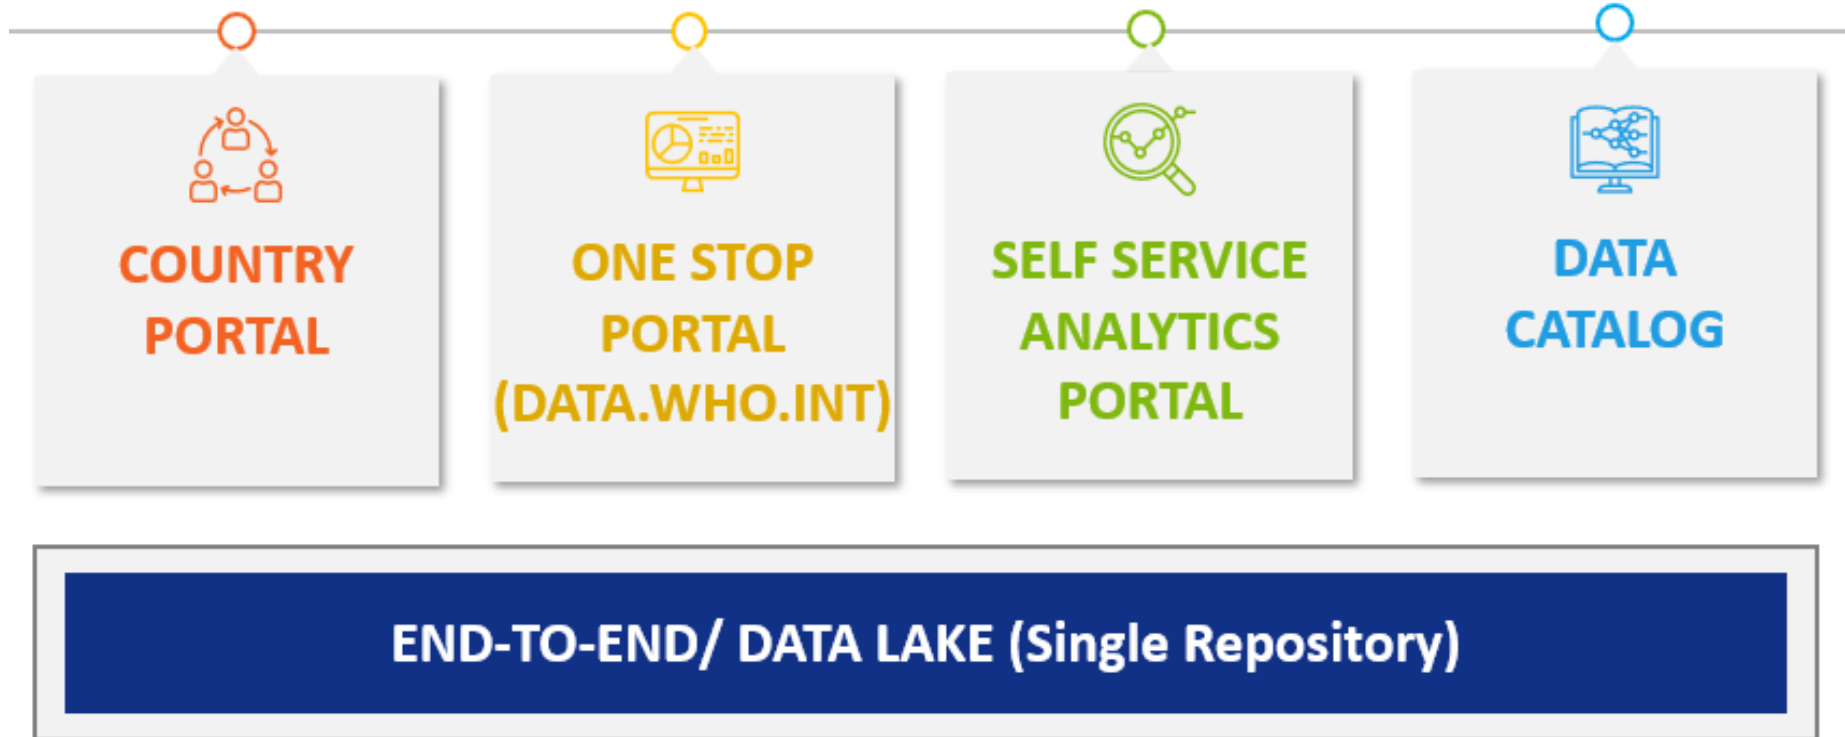 COUNTRY
PORTAL
ONE STOP
PORTAL
(DATA.WHO.INT)
SELF SERVICE
ANALYTICS
PORTAL
DATA
CATALOG
END-TO-END/ DATA LAKE (Single Repository)